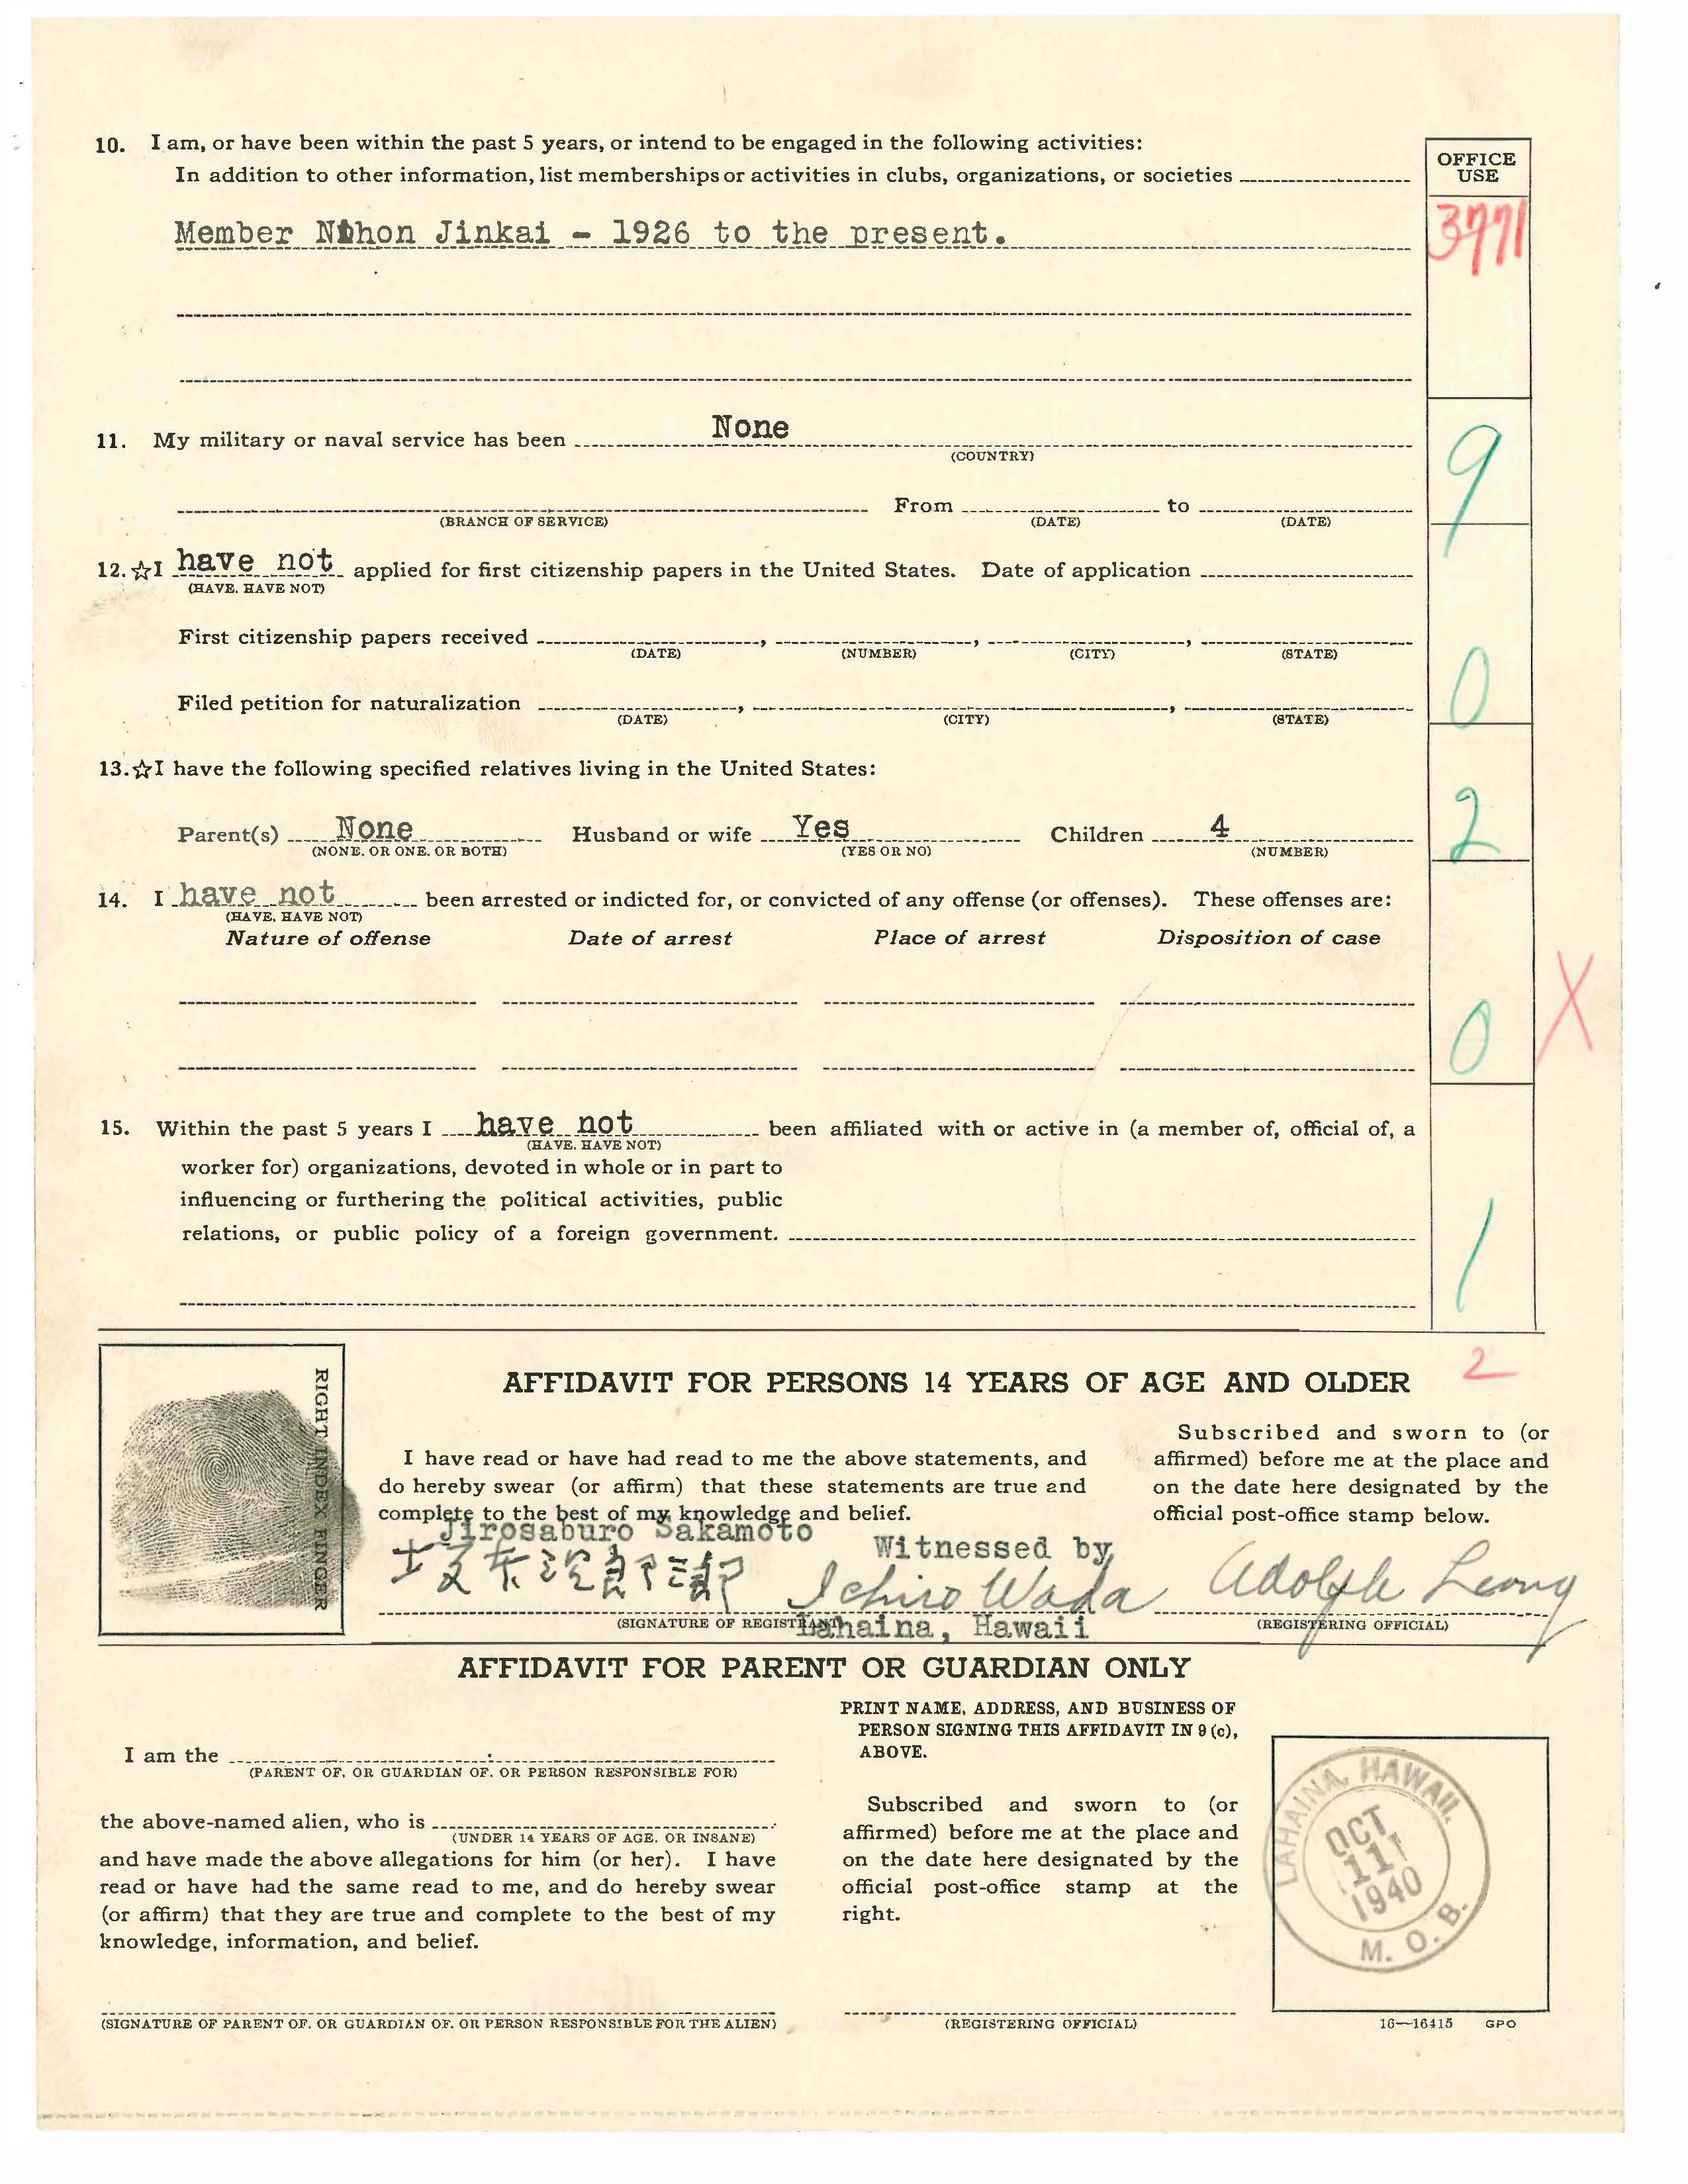 10. I am, or have been within the past 5 years, or intend to be engaged in the following activities:
In addition to other information, list memberships or activities in clubs, organizations, or societies
OFFICE USE
Member Nihon Jinkai - 1926 to the present.
3771
11. My military or naval service has been None
(COUNTRY)
9
From to
(BRANCH OF SERVICE) (DATE) (DATE)
12. ☆I have not applied for first citizenship papers in the United States. Date of application
(HAVE. HAVE NOT)
First citizenship papers received , , ,
(DATE) (NUMBER) (CITY) (STATE)
0
Filed petition for naturalization , ,
(DATE) (CITY) (STATE)
13. ☆I have the following specified relatives living in the United States:
Parent(s) None Husband or wife Yes Children 4
(NONE. OR ONE. OR BOTH) (YES OR NO) (NUMBER)
2
14. I have not been arrested or indicted for, or convicted of any offense (or offenses). These offenses are:
(HAVE. HAVE NOT)
Nature of offense Date of arrest Place of arrest Disposition of case
0 X
15. Within the past 5 years I have not been affiliated with or active in (a member of, official of, a
(HAVE. HAVE NOT)
worker for) organizations, devoted in whole or in part to
influencing or furthering the political activities, public
relations, or public policy of a foreign government.
1
2
RIGHT INDEX FINGER
AFFIDAVIT FOR PERSONS 14 YEARS OF AGE AND OLDER
I have read or have had read to me the above statements, and
do hereby swear (or affirm) that these statements are true and
complete to the best of my knowledge and belief.
Subscribed and sworn to (or
affirmed) before me at the place and
on the date here designated by the
official post-office stamp below.
Jirosaburo Sakamoto
Witnessed by
坂本 郎
Ichiro Wada
Adolph Leong
(SIGNATURE OF REGISTRANT)
Lahaina, Hawaii
(REGISTERING OFFICIAL)
AFFIDAVIT FOR PARENT OR GUARDIAN ONLY
I am the
(PARENT OF. OR GUARDIAN OF. OR PERSON RESPONSIBLE FOR)
the above-named alien, who is
(UNDER 14 YEARS OF AGE. OR INSANE)
and have made the above allegations for him (or her). I have
read or have had the same read to me, and do hereby swear
(or affirm) that they are true and complete to the best of my
knowledge, information, and belief.
(SIGNATURE OF PARENT OF. OR GUARDIAN OF. OR PERSON RESPONSIBLE FOR THE ALIEN)
PRINT NAME, ADDRESS, AND BUSINESS OF
PERSON SIGNING THIS AFFIDAVIT IN 9 (c),
ABOVE.
Subscribed and sworn to (or
affirmed) before me at the place and
on the date here designated by the
official post-office stamp at the
right.
(REGISTERING OFFICIAL)
LAHAINA, HAWAII.
OCT
11
1940
M. O. B.
16—16415 GPO